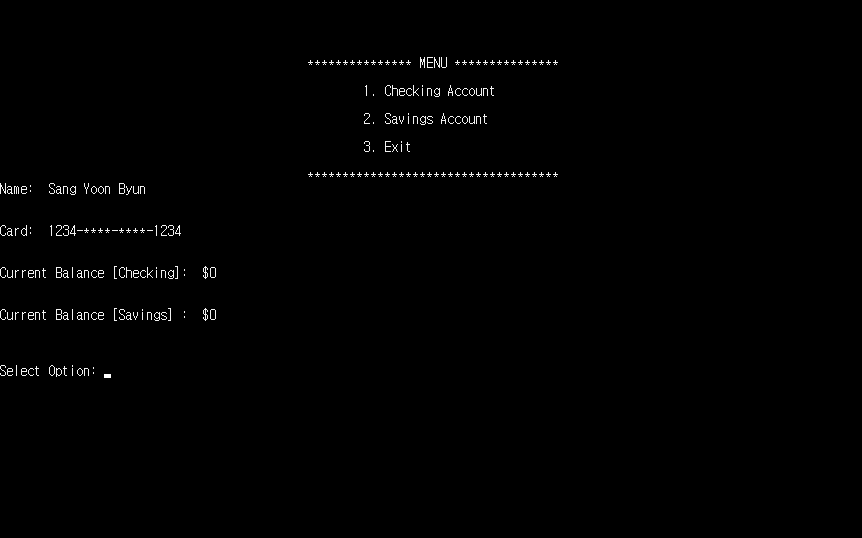 *************** MENU ***************
1. Checking Account
2. Savings Account
3. Exit
************************************
Name: Sang Yoon Byun
Card: 1234-****-****-1234
Current Balance [Checking]: $0
Current Balance [Savings] : $0
Select Option: